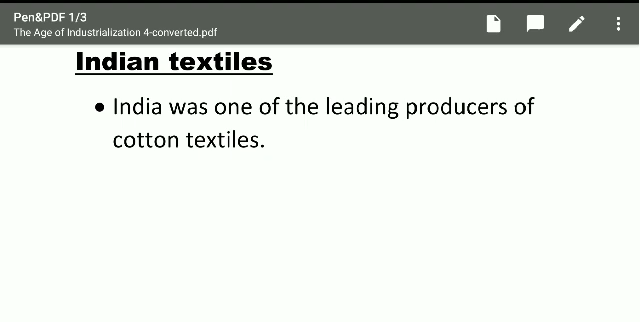 Pen&PDF 1/3
The Age of Industrialization 4-converted.pdf
Indian textiles
• India was one of the leading producers of
cotton textiles.